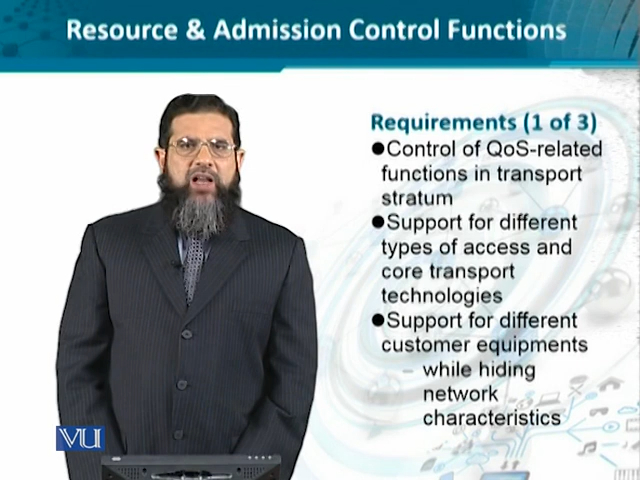 Resource & Admission Control Functions
Requirements (1 of 3)
●Control of QoS-related
functions in transport
stratum
●Support for different
types of access and
core transport
technologies
●Support for different
customer equipments
– while hiding
network
characteristics
VU